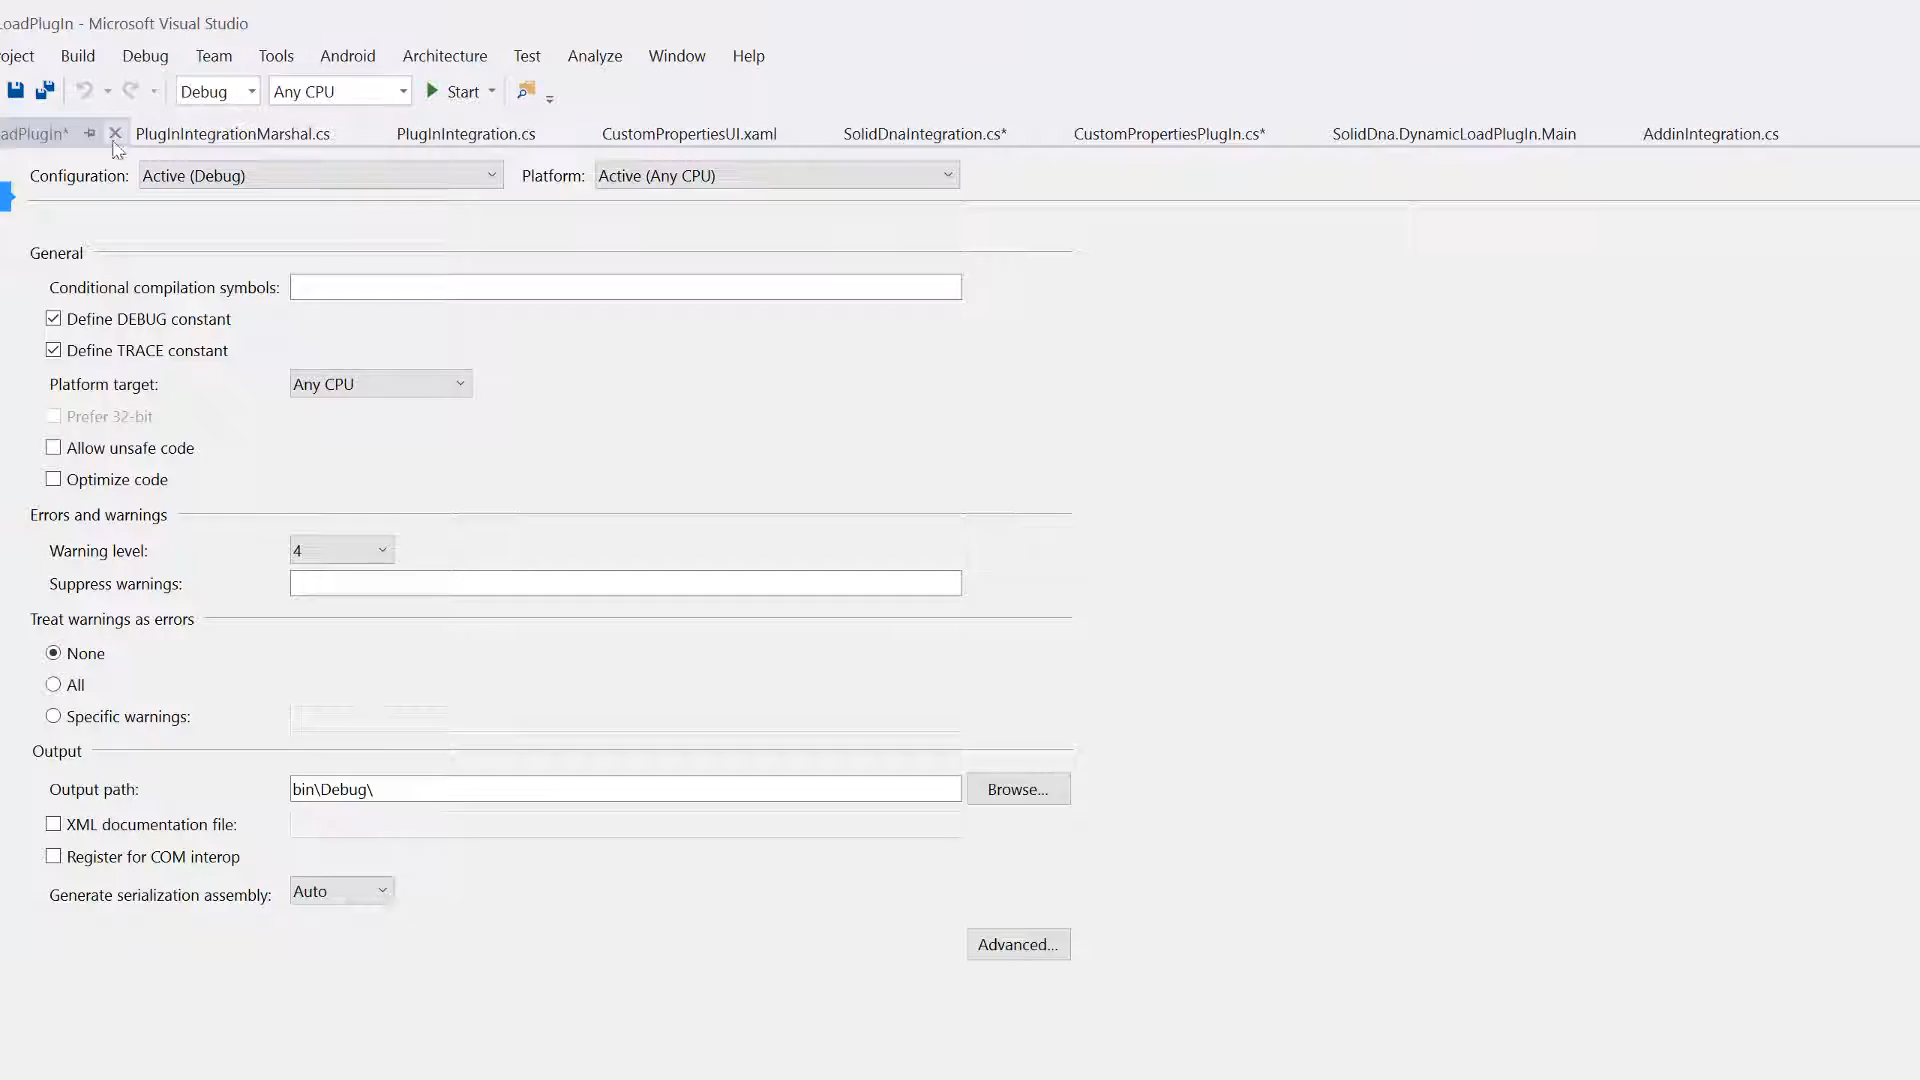 LoadPlugIn - Microsoft Visual Studio
roject Build Debug Team Tools Android Architecture Test Analyze Window Help
Debug Any CPU Start
adPlugIn* PlugInIntegrationMarshal.cs PlugInIntegration.cs CustomPropertiesUI.xaml SolidDnaIntegration.cs* CustomPropertiesPlugIn.cs* SolidDna.DynamicLoadPlugIn.Main AddinIntegration.cs
Configuration: Active (Debug) Platform: Active (Any CPU)
General
Conditional compilation symbols:
Define DEBUG constant
Define TRACE constant
Platform target: Any CPU
Prefer 32-bit
Allow unsafe code
Optimize code
Errors and warnings
Warning level: 4
Suppress warnings:
Treat warnings as errors
None
All
Specific warnings:
Output
Output path: bin\Debug\ Browse...
XML documentation file:
Register for COM interop
Generate serialization assembly: Auto
Advanced...